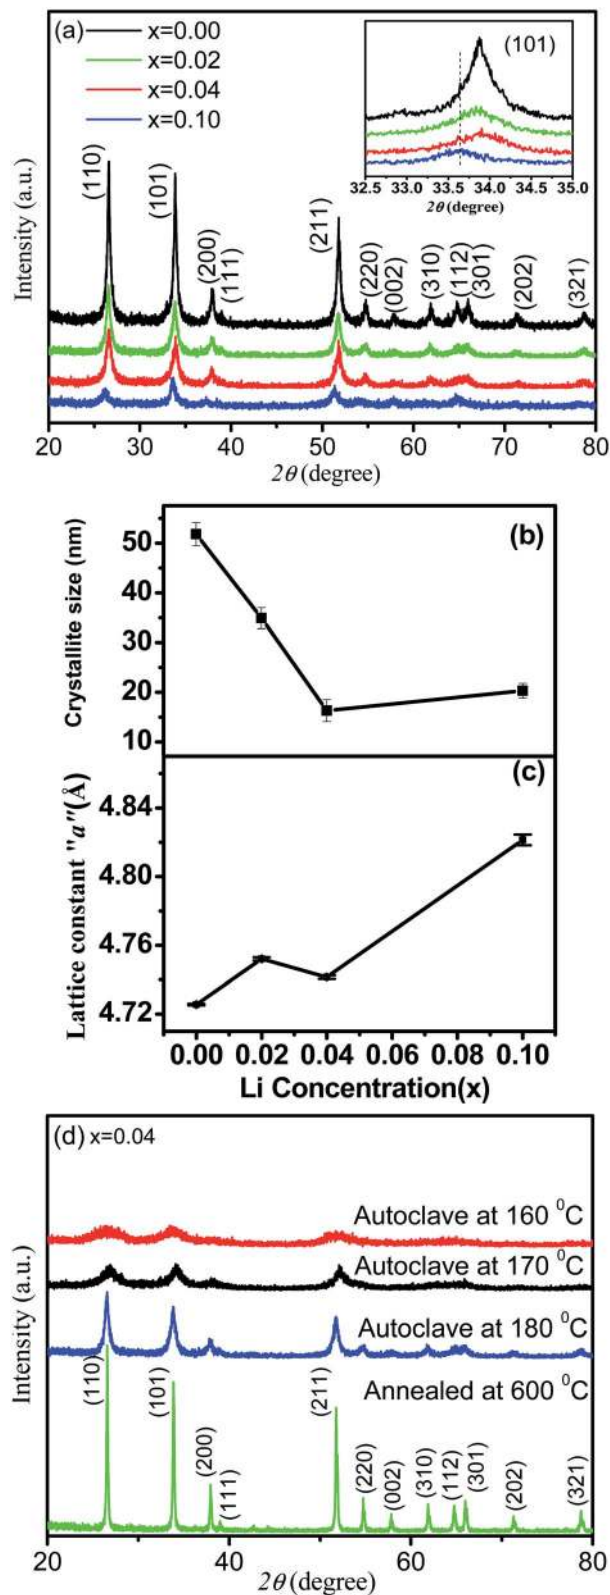 (a)
x=0.00
x=0.02
x=0.04
x=0.10
(101)
32.5 33.0 33.5 34.0 34.5 35.0
2θ (degree)
(110)
(101)
(200)
(111)
(211)
(220)
(002)
(310)
(112)
(301)
(202)
(321)
Intensity (a.u.)
20 30 40 50 60 70 80
2θ (degree)
(b)
50
40
30
20
10
Crystallite size (nm)
(c)
4.84
4.80
4.76
4.72
Lattice constant "a"(Å)
0.00 0.02 0.04 0.06 0.08 0.10
Li Concentration(x)
(d) x=0.04
Autoclave at 160 ⁰C
Autoclave at 170 ⁰C
Autoclave at 180 ⁰C
Annealed at 600 ⁰C
(110)
(101)
(200)
(111)
(211)
(220)
(002)
(310)
(112)
(301)
(202)
(321)
Intensity (a.u.)
20 40 60 80
2θ (degree)